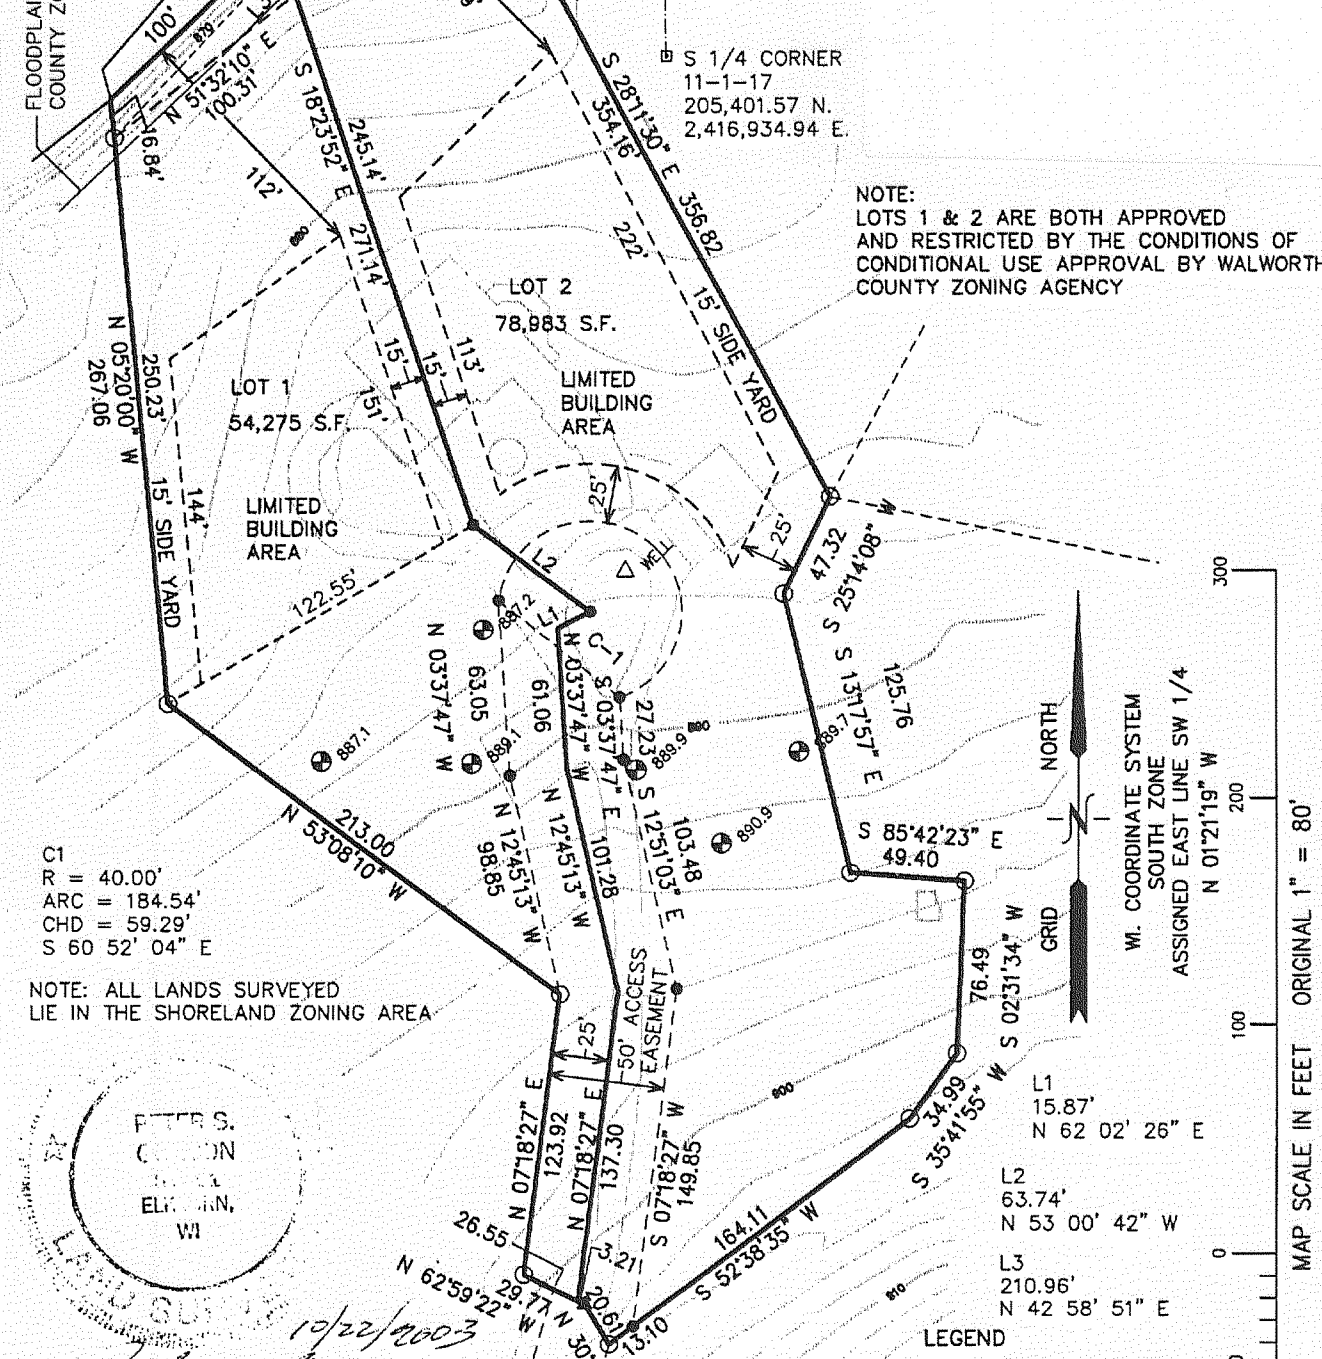 FLOODPLAI
COUNTY ZO
100'
L3
870
N 51°32'10" E
100.31'
16.84'
112'
S 18°23'52" E
245.14'
271.14'
880
S 1/4 CORNER
11-1-17
205,401.57 N.
2,416,934.94 E.
S 28°11'30" E
354.16'
356.82
222'
15' SIDE YARD
NOTE:
LOTS 1 & 2 ARE BOTH APPROVED
AND RESTRICTED BY THE CONDITIONS OF
CONDITIONAL USE APPROVAL BY WALWORTH
COUNTY ZONING AGENCY
LOT 2
78,983 S.F.
LIMITED
BUILDING
AREA
113'
15'
15'
151'
N 05°20'00" W
267.06
250.23'
15' SIDE YARD
144'
LOT 1
54,275 S.F.
LIMITED
BUILDING
AREA
122.55'
25'
25'
WELL
L2
L1
C-1
47.32
S 25°14'08" W
S 13°17'57" E
125.76
887.2
N 03°37'47" W
63.05
61.06
N 03°37'47" W
S 03°37'47" E
27.23
889.9
890
889.7
887.1
889.1
890.9
N 53°08'10" W
213.00
N 12°45'13" W
98.85
N 12°45'13" W
101.28
S 12°51'03" E
103.48
S 85°42'23" E
49.40
76.49
S 02°31'34" W
34.99
S 35°41'55" W
C1
R = 40.00'
ARC = 184.54'
CHD = 59.29'
S 60 52' 04" E
NOTE: ALL LANDS SURVEYED
LIE IN THE SHORELAND ZONING AREA
25'
50' ACCESS
EASEMENT
N 07°18'27" E
123.92
N 07°18'27" E
137.30
S 07°18'27" W
149.85
900
910
164.11
S 52°38'35" W
26.55
3.21
N 62°59'22" W
29.77
20.61
N 30°
13.10
PETER S.
WI
LAND
10/22/2003
GRID NORTH
WI. COORDINATE SYSTEM
SOUTH ZONE
ASSIGNED EAST LINE SW 1/4
N 01°21'19" W
300
200
100
0
MAP SCALE IN FEET ORIGINAL 1" = 80'
L1
15.87'
N 62 02' 26" E
L2
63.74'
N 53 00' 42" W
L3
210.96'
N 42 58' 51" E
LEGEND